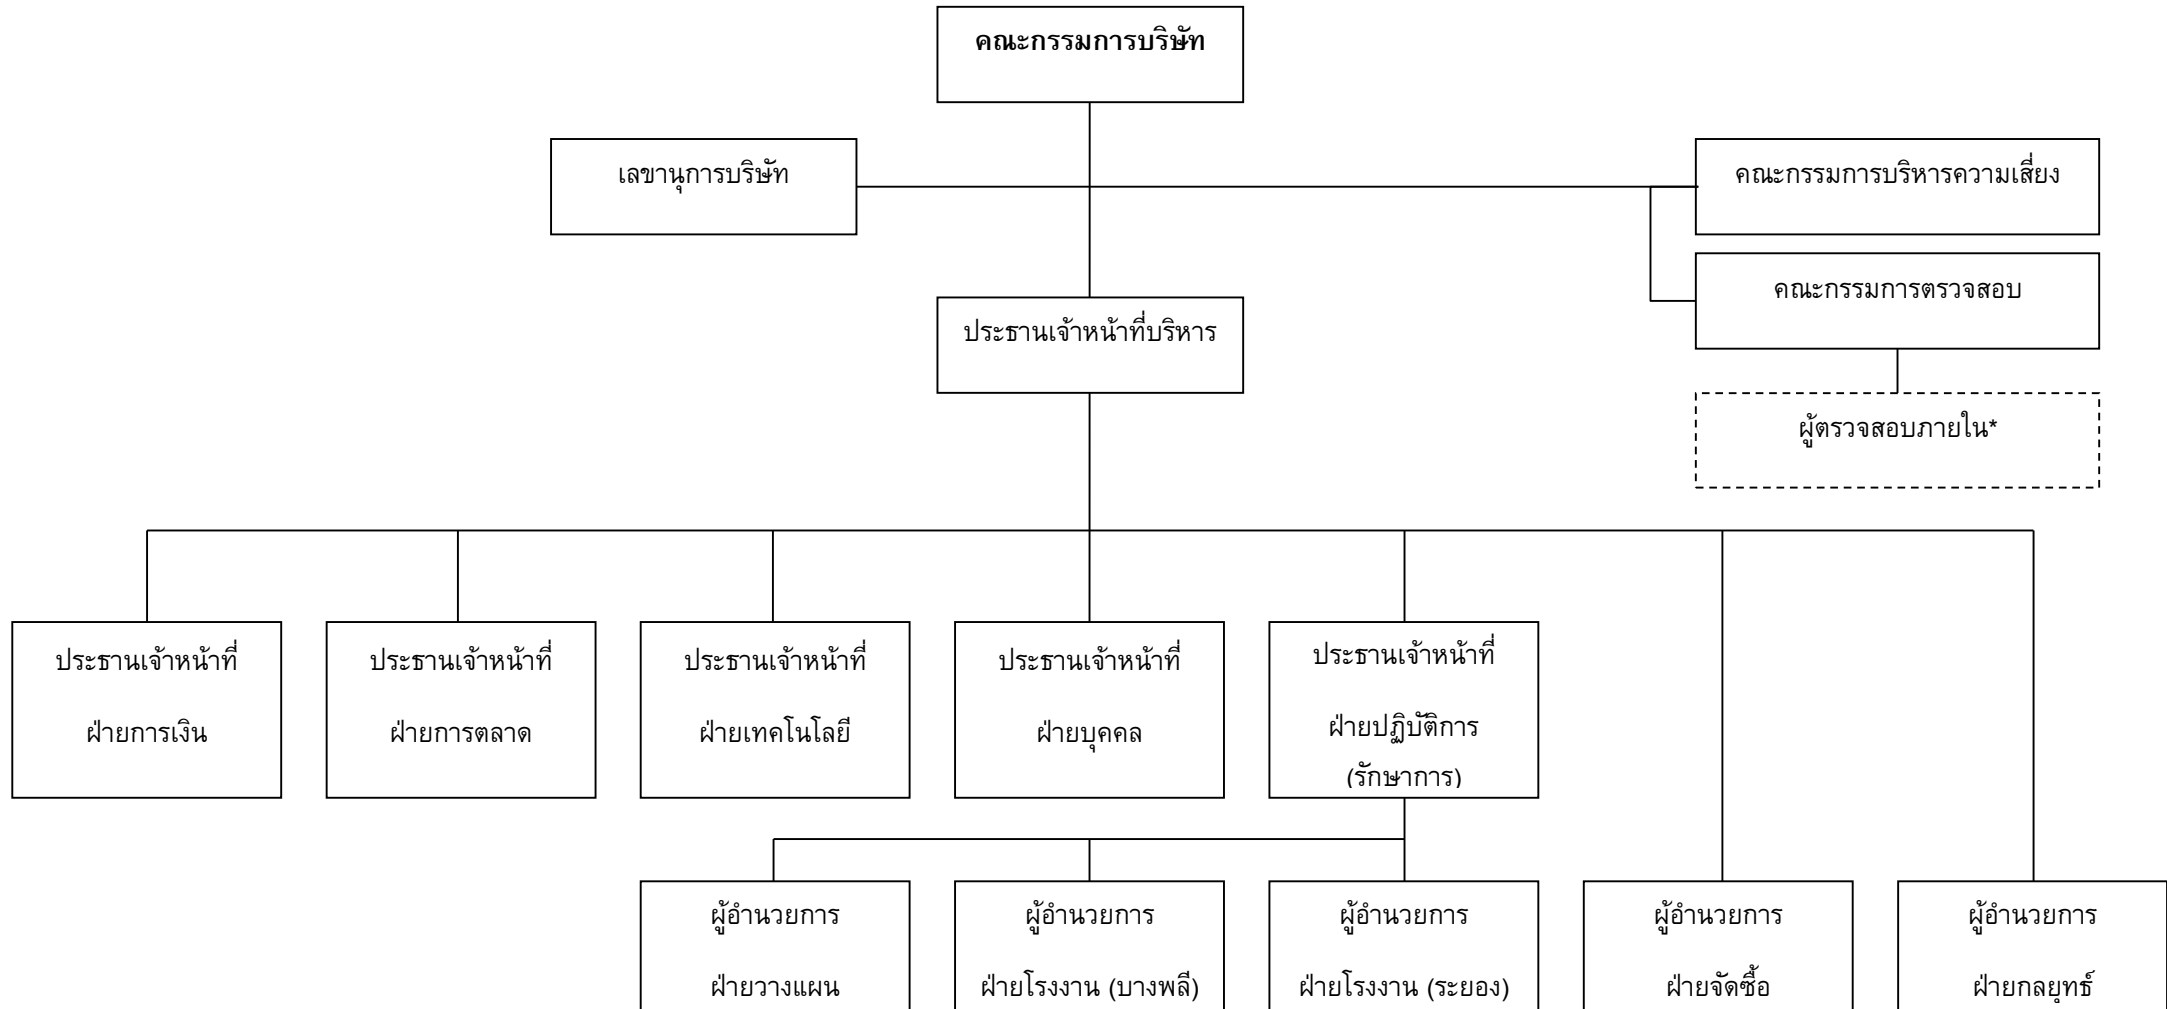 คณะกรรมการบริษัท
เลขานุการบริษัท
คณะกรรมการบริหารความเสี่ยง
คณะกรรมการตรวจสอบ
ประธานเจ้าหน้าที่บริหาร
ผู้ตรวจสอบภายใน*
ประธานเจ้าหน้าที่
ฝ่ายการเงิน
ประธานเจ้าหน้าที่
ฝ่ายการตลาด
ประธานเจ้าหน้าที่
ฝ่ายเทคโนโลยี
ประธานเจ้าหน้าที่
ฝ่ายบุคคล
ประธานเจ้าหน้าที่
ฝ่ายปฏิบัติการ
(รักษาการ)
ผู้อำนวยการ
ฝ่ายวางแผน
ผู้อำนวยการ
ฝ่ายโรงงาน (บางพลี)
ผู้อำนวยการ
ฝ่ายโรงงาน (ระยอง)
ผู้อำนวยการ
ฝ่ายจัดซื้อ
ผู้อำนวยการ
ฝ่ายกลยุทธ์